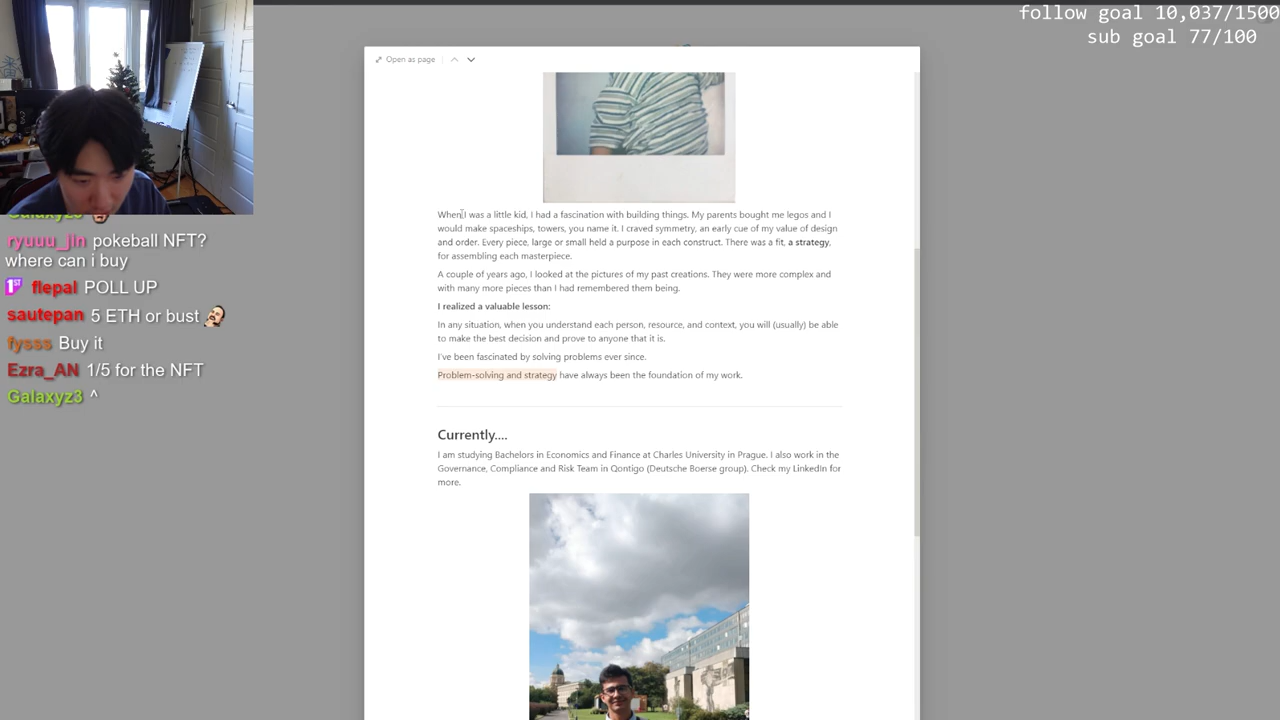 follow goal 10,037/1500
sub goal 77/100
Open as page
When I was a little kid, I had a fascination with building things. My parents bought me legos and I
would make spaceships, towers, you name it. I craved symmetry, an early cue of my value of design
and order. Every piece, large or small held a purpose in each construct. There was a fit, a strategy,
for assembling each masterpiece.
A couple of years ago, I looked at the pictures of my past creations. They were more complex and
with many more pieces than I had remembered them being.
I realized a valuable lesson:
In any situation, when you understand each person, resource, and context, you will (usually) be able
to make the best decision and prove to anyone that it is.
I've been fascinated by solving problems ever since.
Problem-solving and strategy have always been the foundation of my work.
Currently....
I am studying Bachelors in Economics and Finance at Charles University in Prague. I also work in the
Governance, Compliance and Risk Team in Qontigo (Deutsche Boerse group). Check my LinkedIn for
more.
Galaxyz3
ryuuu_jin pokeball NFT?
where can i buy
1ST flepal POLL UP
sautepan 5 ETH or bust
fysss Buy it
Ezra_AN 1/5 for the NFT
Galaxyz3 ^